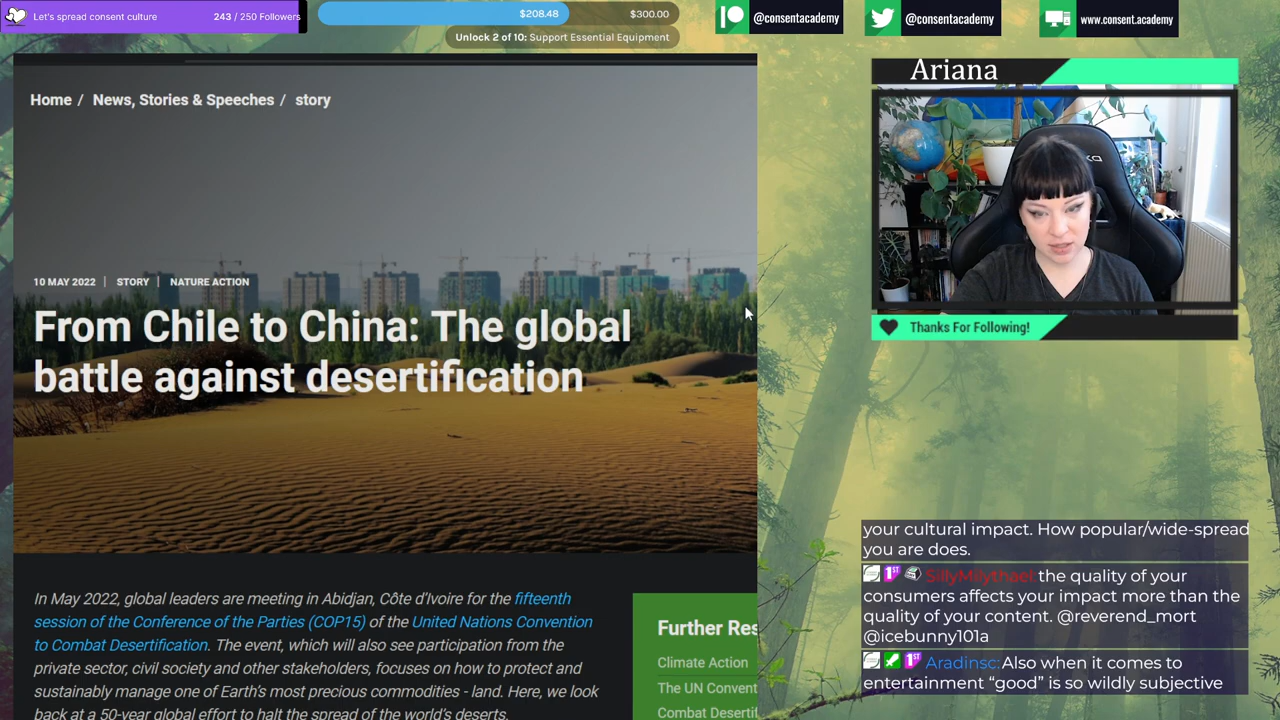 Let's spread consent culture
243 / 250 Followers
$208.48
$300.00
Unlock 2 of 10: Support Essential Equipment
@consentacademy
@consentacademy
www.consent.academy
Home / News, Stories & Speeches / story
10 MAY 2022 | STORY | NATURE ACTION
From Chile to China: The global
battle against desertification
In May 2022, global leaders are meeting in Abidjan, Côte d'Ivoire for the fifteenth
session of the Conference of the Parties (COP15) of the United Nations Convention
to Combat Desertification. The event, which will also see participation from the
private sector, civil society and other stakeholders, focuses on how to protect and
sustainably manage one of Earth's most precious commodities - land. Here, we look
back at a 50-year global effort to halt the spread of the world's deserts.
Further Res
Climate Action
The UN Convent
Combat Desertif
Ariana
Thanks For Following!
your cultural impact. How popular/wide-spread
you are does.
SillyMilythael: the quality of your
consumers affects your impact more than the
quality of your content. @reverend_mort
@icebunny101a
Aradinsc: Also when it comes to
entertainment “good” is so wildly subjective